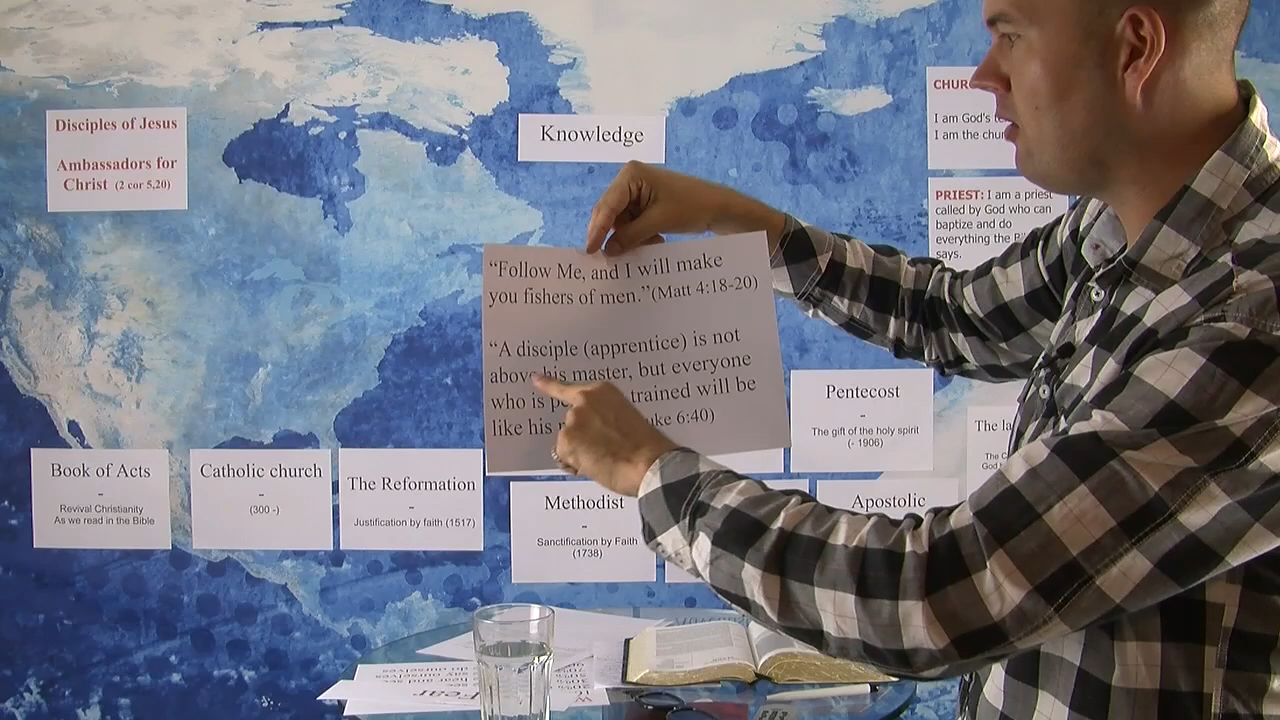 Disciples of Jesus
Ambassadors for
Christ (2 cor 5,20)
Knowledge
I am God's
I am the
PRIEST: I am a priest
called by God who can
baptize and do
everything the
says.
“Follow Me, and I will make
you fishers of men.”(Matt 4:18-20)
“A disciple (apprentice) is not
above his master, but everyone
who is trained will be
like his 6:40)
Pentecost
-
The gift of the holy spirit
(- 1906)
The
Book of Acts
-
Revival Christianity
As we read in the Bible
Catholic church
-
(300 -)
The Reformation
-
Justification by faith (1517)
Methodist
-
Sanctification by Faith
(1738)
Apostolic
Fear